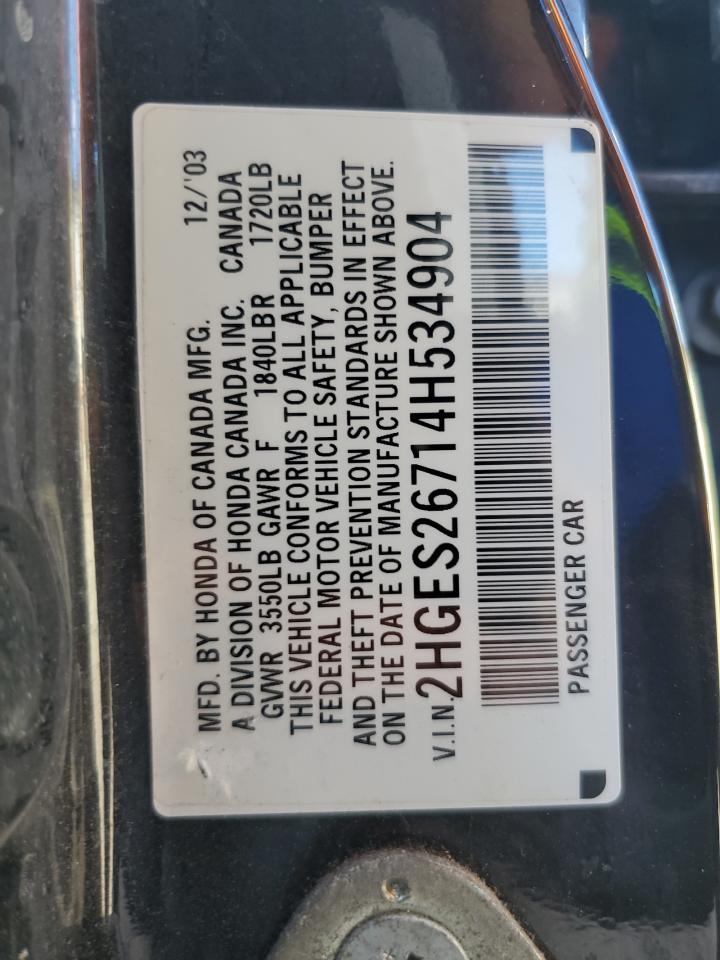 MFD. BY HONDA OF CANADA MFG. 12/'03
A DIVISION OF HONDA CANADA INC. CANADA
GVWR 3550LB GAWR F 1840LBR 1720LB
THIS VEHICLE CONFORMS TO ALL APPLICABLE
FEDERAL MOTOR VEHICLE SAFETY, BUMPER
AND THEFT PREVENTION STANDARDS IN EFFECT
ON THE DATE OF MANUFACTURE SHOWN ABOVE.
V.I.N. 2HGES26714H534904
PASSENGER CAR